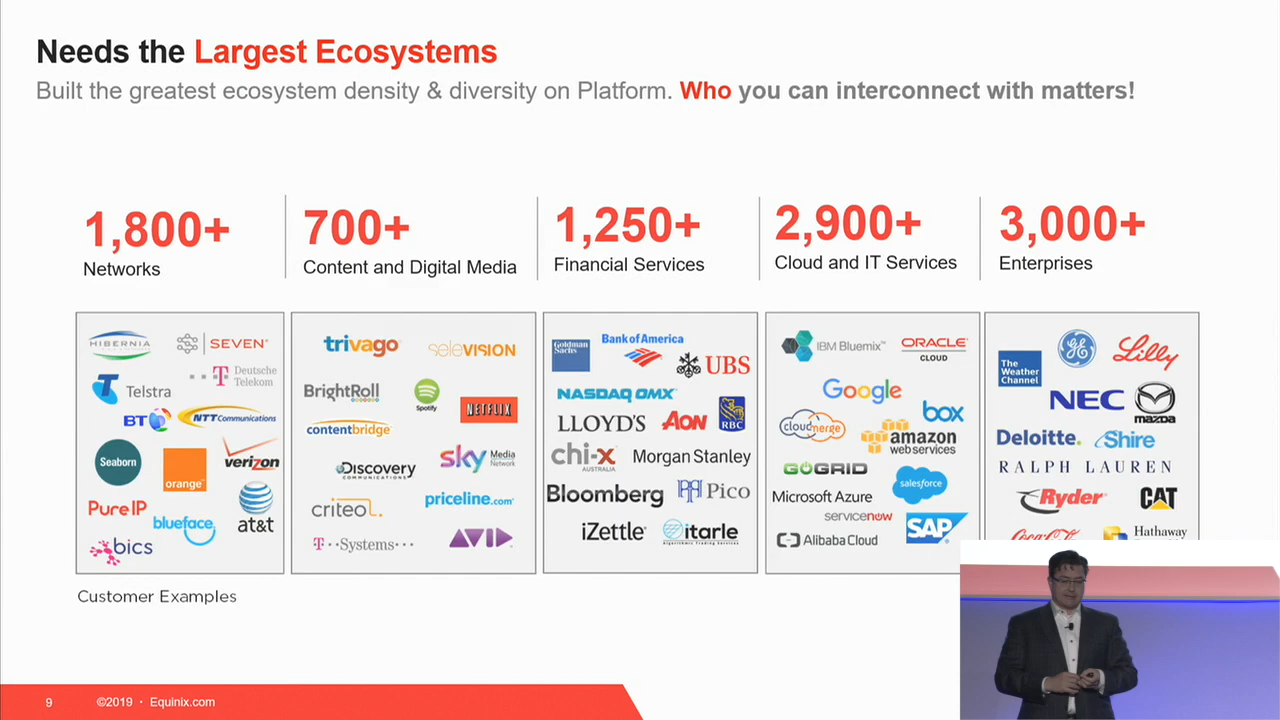 Needs the Largest Ecosystems
Built the greatest ecosystem density & diversity on Platform. Who you can interconnect with matters!
1,800+
Networks
700+
Content and Digital Media
1,250+
Financial Services
2,900+
Cloud and IT Services
3,000+
Enterprises
HIBERNIA
SEVEN
Telstra
Deutsche
Telekom
BT
NTT Communications
Seaborn
orange
verizon
PureIP
blueface
at&t
bics
trivago
seleVISION
BrightRoll
Spotify
NETFLIX
contentbridge
Discovery
COMMUNICATIONS
sky Media
Network
criteo
priceline.com
T··Systems···
AVID
Goldman
Sachs
Bank of America
UBS
NASDAQ OMX
LLOYD'S
AON
RBC
chi-x
AUSTRALIA
Morgan Stanley
Bloomberg
Pico
iZettle
itarle
IBM Bluemix™
ORACLE
CLOUD
Google
box
cloudmerge
amazon
web services
GOGRID
salesforce
Microsoft Azure
servicenow
SAP
Alibaba Cloud
The
Weather
Channel
GE
Lilly
NEC
mazda
Deloitte.
Shire
RALPH LAUREN
Ryder
CAT
Hathaway
Customer Examples
9 ©2019 · Equinix.com